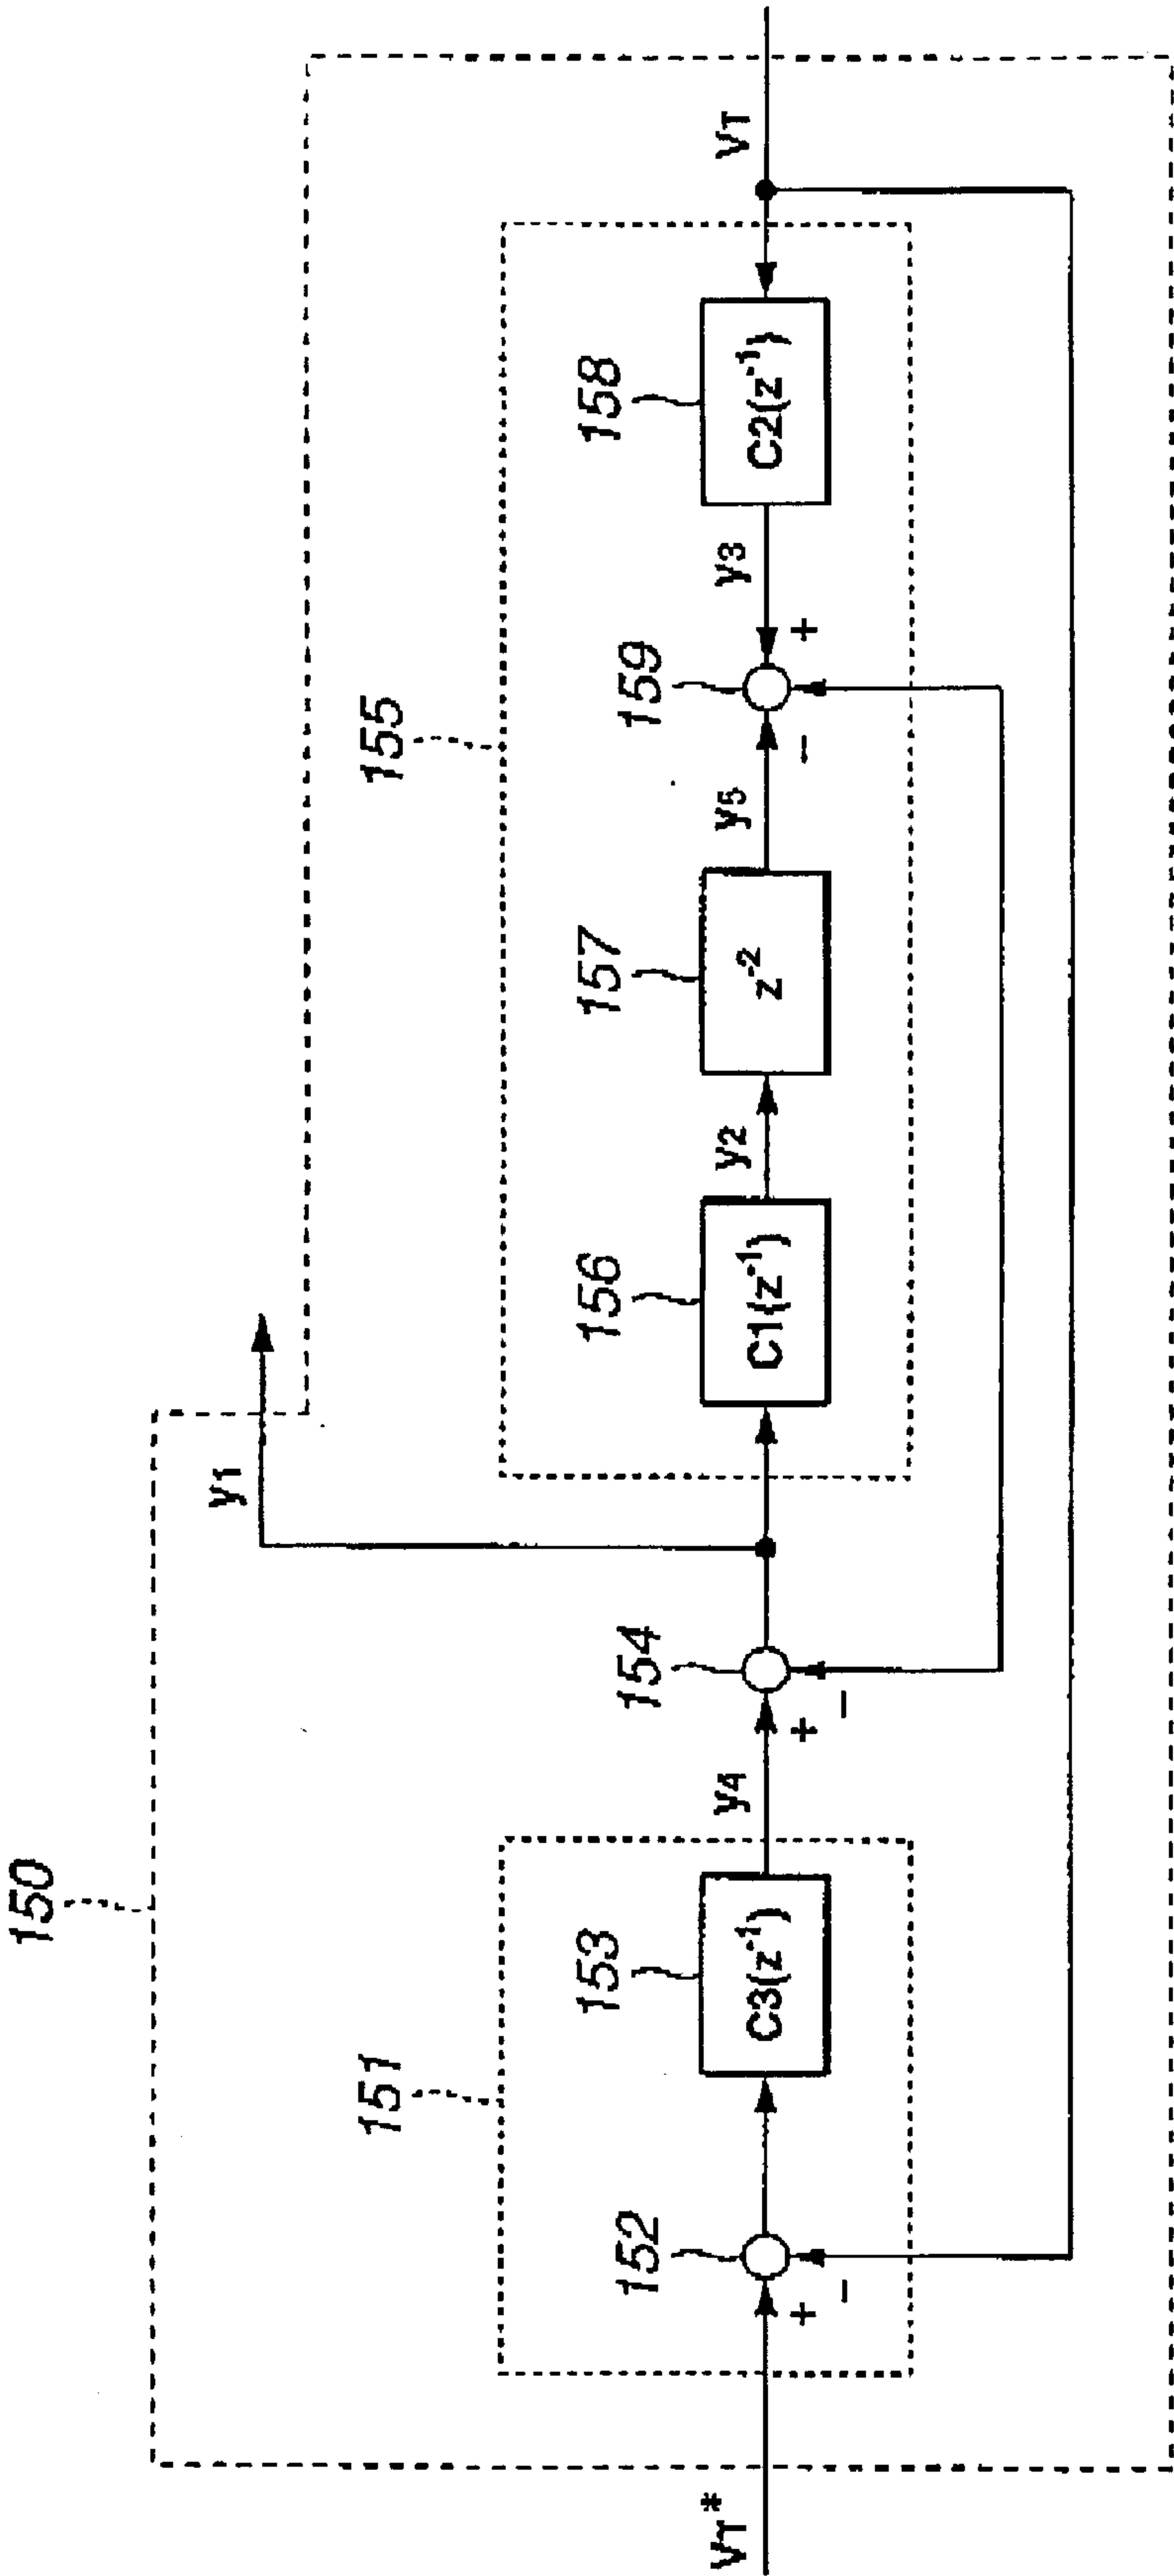 150
y1
151
155
152
153
154
156
157
159
158
VT*
+
−
C3(z⁻¹)
y4
+
−
C1(z⁻¹)
y2
z⁻²
y5
−
+
y3
C2(z⁻¹)
VT